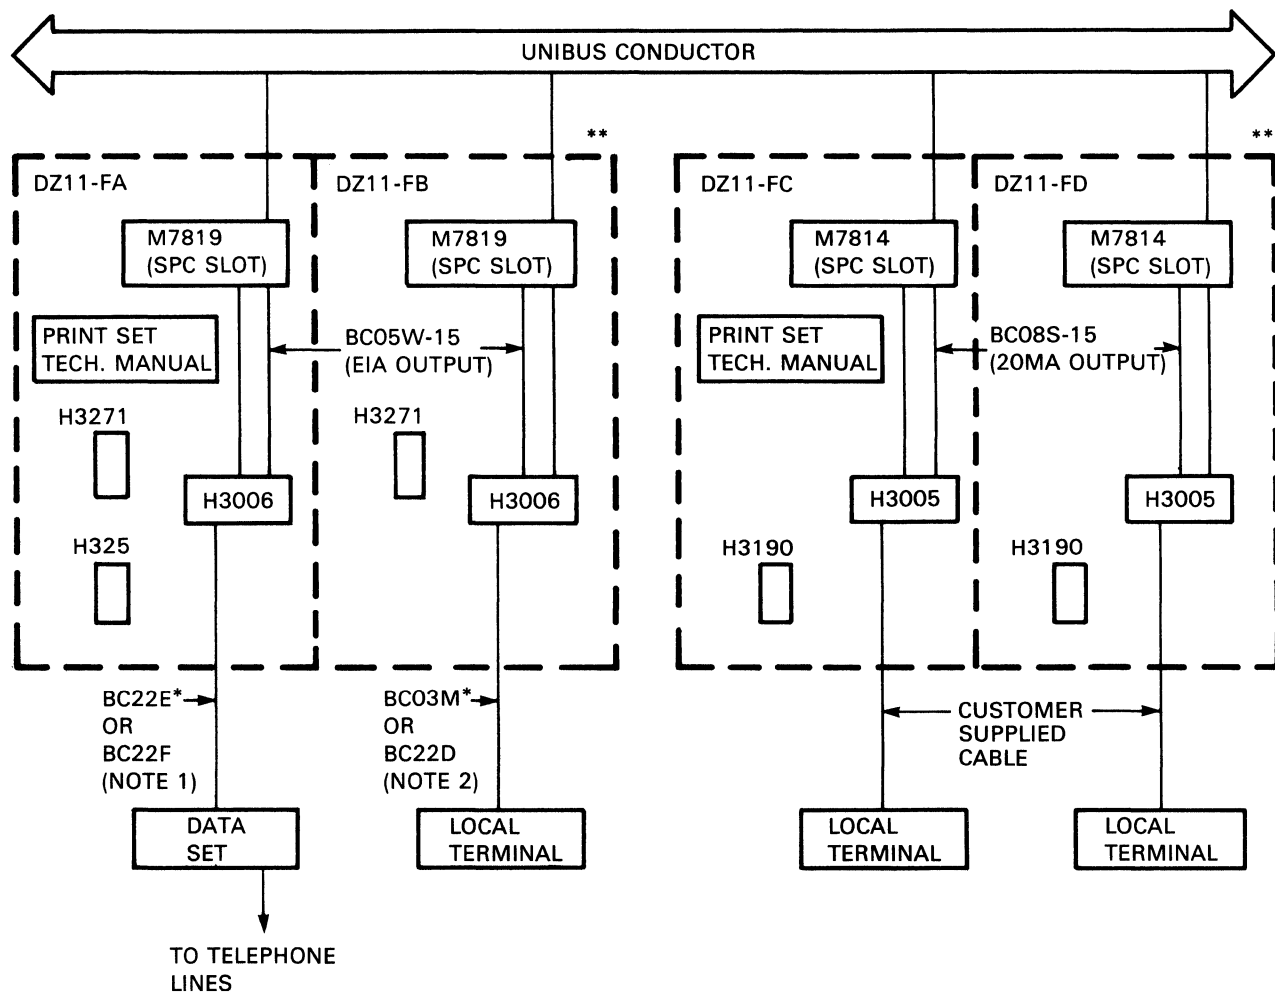 UNIBUS CONDUCTOR
**
**
DZ11-FA
DZ11-FB
DZ11-FC
DZ11-FD
M7819
(SPC SLOT)
M7819
(SPC SLOT)
M7814
(SPC SLOT)
M7814
(SPC SLOT)
PRINT SET
TECH. MANUAL
BC05W-15
(EIA OUTPUT)
PRINT SET
TECH. MANUAL
BC08S-15
(20MA OUTPUT)
H3271
H3271
H3006
H3006
H3005
H3005
H325
H3190
H3190
BC22E*
OR
BC22F
(NOTE 1)
BC03M*
OR
BC22D
(NOTE 2)
CUSTOMER
SUPPLIED
CABLE
DATA
SET
LOCAL
TERMINAL
LOCAL
TERMINAL
LOCAL
TERMINAL
TO TELEPHONE
LINES